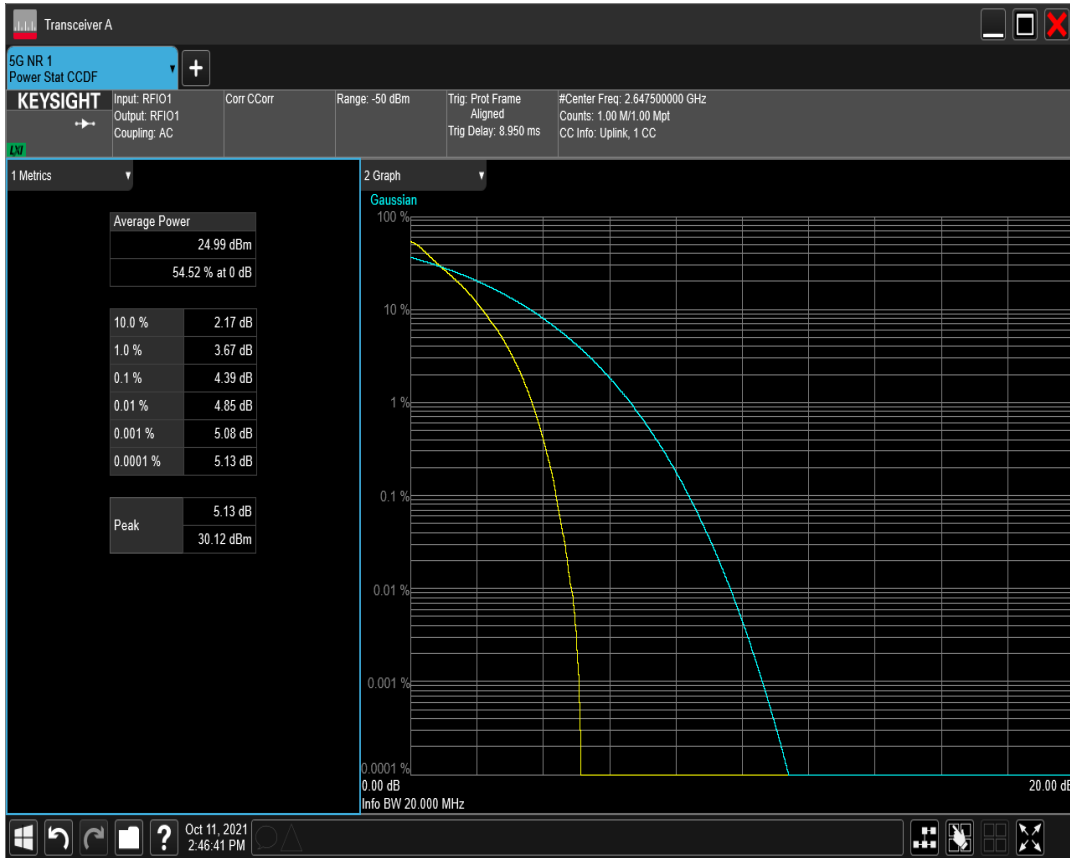 Transceiver A
5G NR 1
Power Stat CCDF
KEYSIGHT
LXI
Input: RFIO1
Output: RFIO1
Coupling: AC
Corr CCorr
Range: -50 dBm
Trig: Prot Frame
Aligned
Trig Delay: 8.950 ms
#Center Freq: 2.647500000 GHz
Counts: 1.00 M/1.00 Mpt
CC Info: Uplink, 1 CC
1 Metrics
Average Power
24.99 dBm
54.52 % at 0 dB
10.0 % 2.17 dB
1.0 % 3.67 dB
0.1 % 4.39 dB
0.01 % 4.85 dB
0.001 % 5.08 dB
0.0001 % 5.13 dB
Peak
5.13 dB
30.12 dBm
2 Graph
Gaussian
100 %
10 %
1 %
0.1 %
0.01 %
0.001 %
0.0001 %
0.00 dB 20.00 dB
Info BW 20.000 MHz
?
Oct 11, 2021
2:46:41 PM